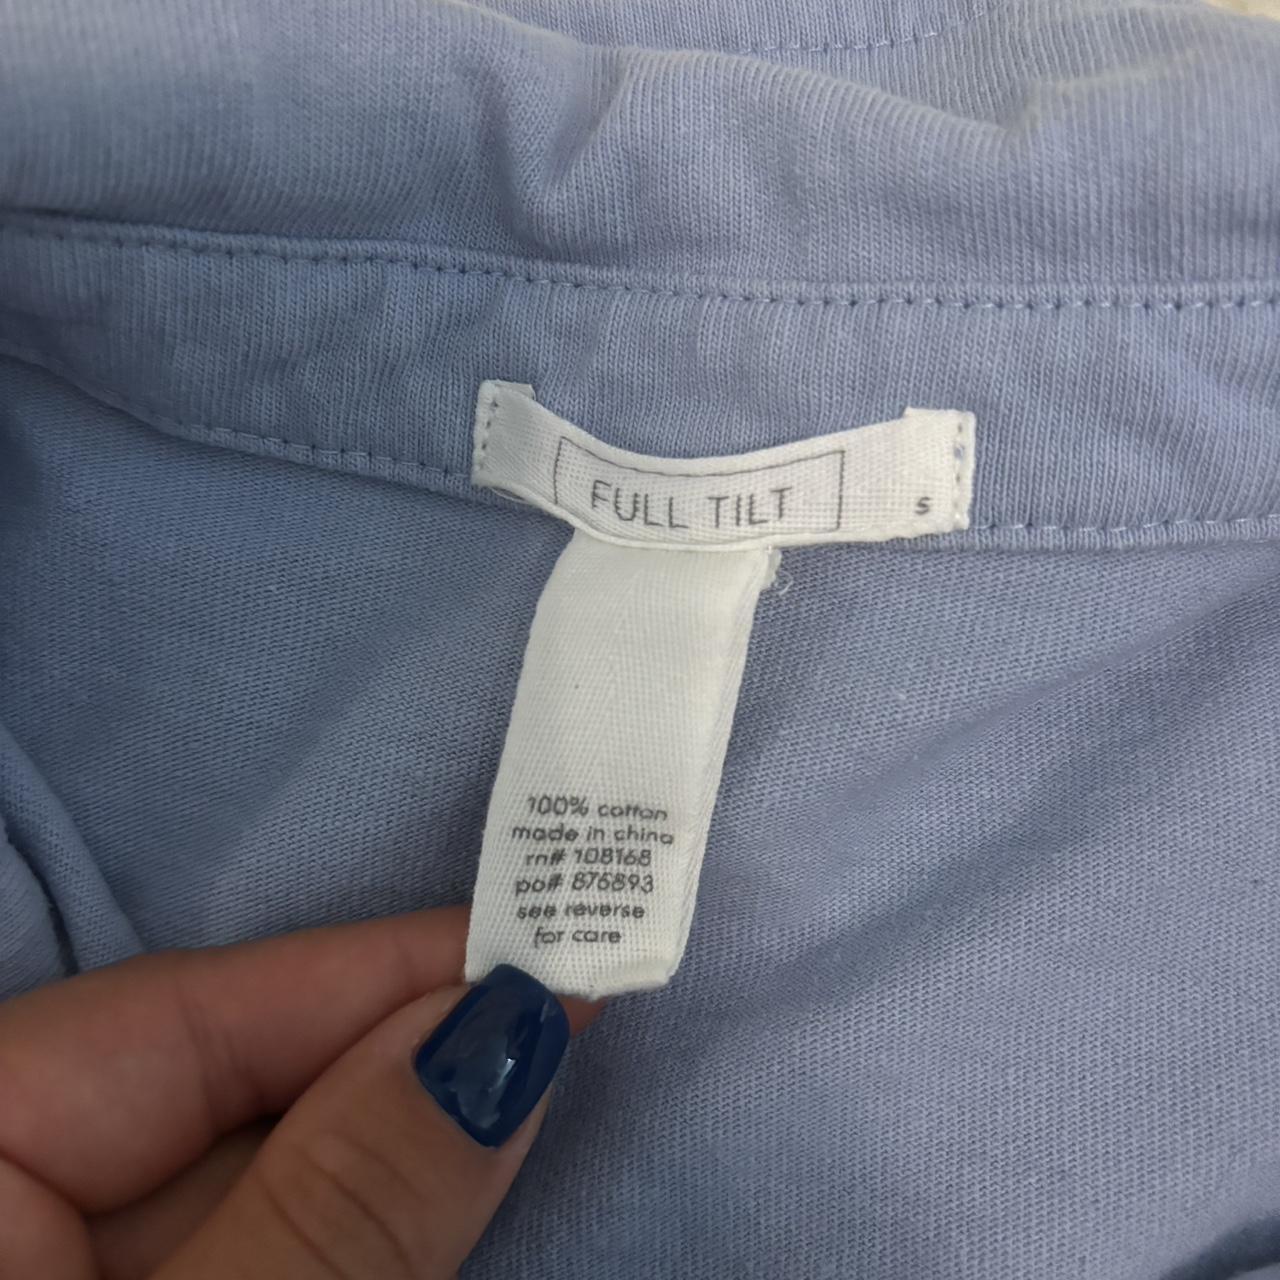 FULL TILT
S
100% cotton
made in china
rn# 108168
po# 876893
see reverse
for care